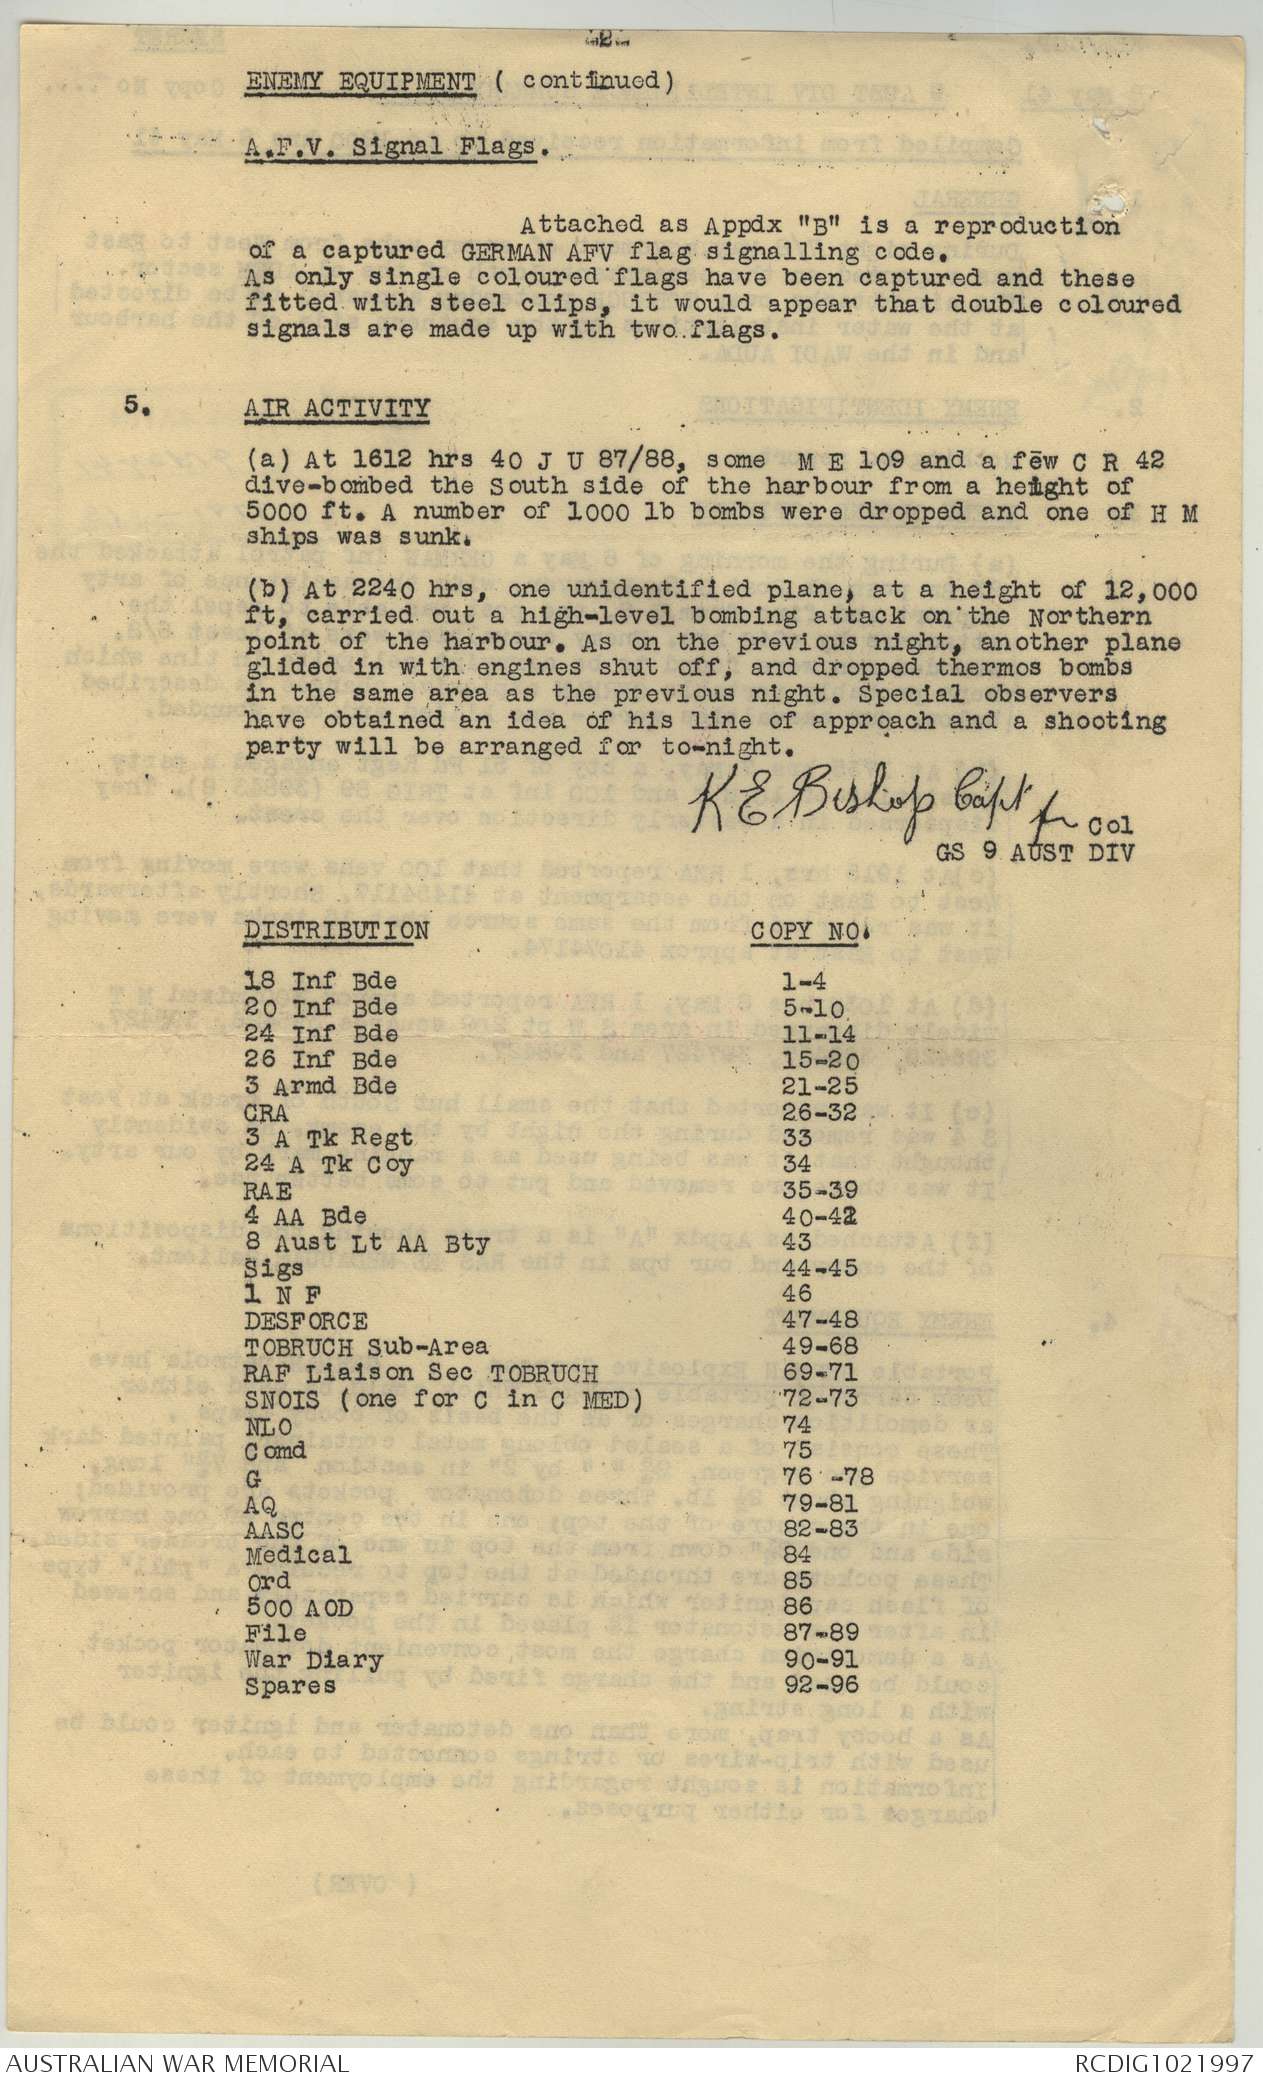 -2-
ENEMY EQUIPMENT ( continued)
A.F.V. Signal Flags.
Attached as Appdx "B" is a reproduction
of a captured GERMAN AFV flag signalling code.
As only single coloured flags have been captured and these
fitted with steel clips, it would appear that double coloured
signals are made up with two flags.
5. AIR ACTIVITY
(a) At 1612 hrs 40 J U 87/88, some M E 109 and a few C R 42
dive-bombed the South side of the harbour from a height of
5000 ft. A number of 1000 lb bombs were dropped and one of H M
ships was sunk.
(b) At 2240 hrs, one unidentified plane, at a height of 12,000
ft, carried out a high-level bombing attack on the Northern
point of the harbour. As on the previous night, another plane
glided in with engines shut off, and dropped thermos bombs
in the same area as the previous night. Special observers
have obtained an idea of his line of approach and a shooting
party will be arranged for to-night.
K E Bishop Capt
for Col
GS 9 AUST DIV
DISTRIBUTION COPY NO.
18 Inf Bde 1-4
20 Inf Bde 5-10
24 Inf Bde 11-14
26 Inf Bde 15-20
3 Armd Bde 21-25
CRA 26-32
3 A Tk Regt 33
24 A Tk Coy 34
RAE 35-39
4 AA Bde 40-42
8 Aust Lt AA Bty 43
Sigs 44-45
1 N F 46
DESFORCE 47-48
TOBRUCH Sub-Area 49-68
RAF Liaison Sec TOBRUCH 69-71
SNOIS (one for C in C MED) 72-73
NLO 74
Comd 75
G 76 -78
AQ 79-81
AASC 82-83
Medical 84
Ord 85
500 AOD 86
File 87-89
War Diary 90-91
Spares 92-96
AUSTRALIAN WAR MEMORIAL RCDIG1021997